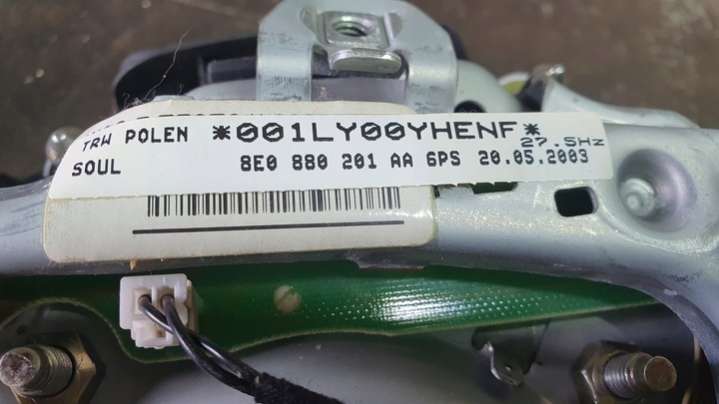 TRW POLEN *001LY00YHENF*
27.5Hz
SOUL 8E0 880 201 AA 6PS 20.05.2003